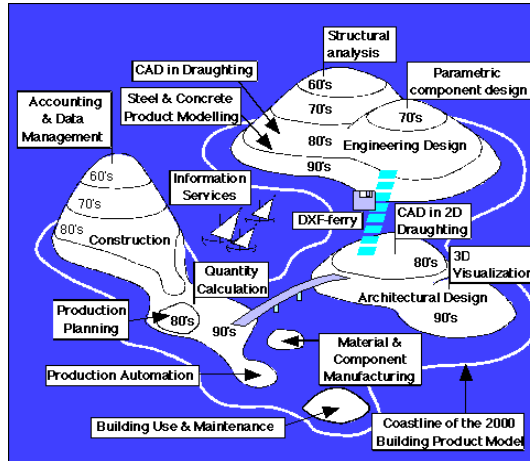 Structural
analysis
CAD in Draughting
Parametric
component design
60's
Accounting
& Data
Management
Steel & Concrete
Product Modelling
70's
70's
80's
Engineering Design
90's
60's
Information
Services
70's
DXF-ferry
CAD in 2D
Draughting
80's
Construction
3D
Visualization
80's
Quantity
Calculation
Architectural Design
Production
Planning
80's
90's
90's
Material &
Component
Manufacturing
Production Automation
Building Use & Maintenance
Coastline of the 2000
Building Product Model